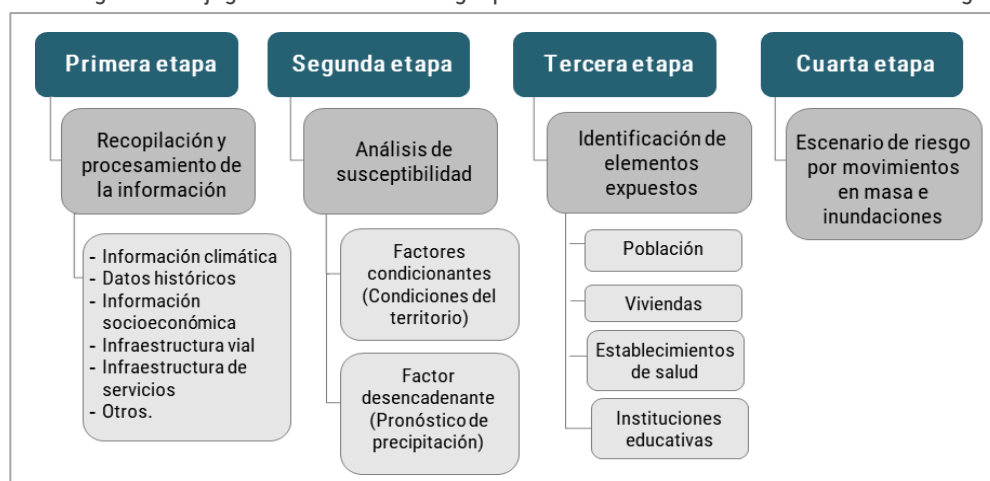 Primera etapa
Recopilación y
procesamiento de
la información
- Información climática
- Datos históricos
- Información
socioeconómica
- Infraestructura vial
- Infraestructura de
servicios
- Otros.
Segunda etapa
Análisis de
susceptibilidad
Factores
condicionantes
(Condiciones del
territorio)
Factor
desencadenante
(Pronóstico de
precipitación)
Tercera etapa
Identificación de
elementos
expuestos
Población
Viviendas
Establecimientos
de salud
Instituciones
educativas
Cuarta etapa
Escenario de riesgo
por movimientos
en masa e
inundaciones